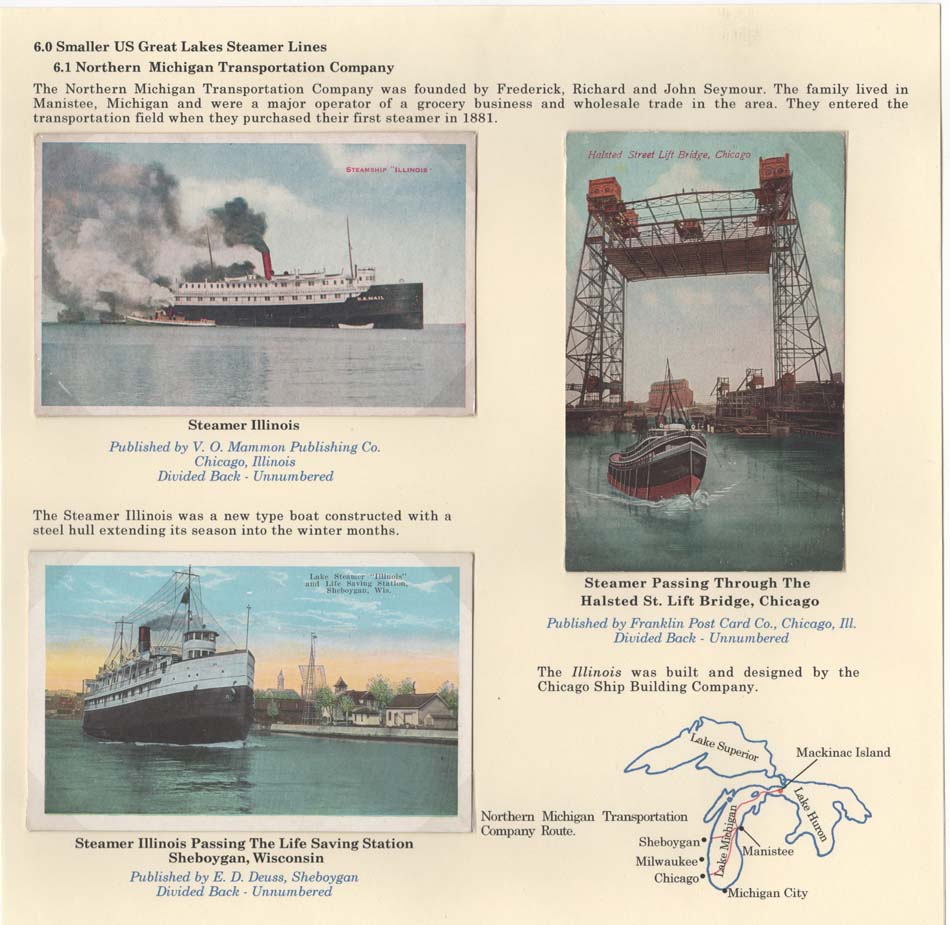 6.0 Smaller US Great Lakes Steamer Lines
6.1 Northern Michigan Transportation Company
The Northern Michigan Transportation Company was founded by Frederick, Richard and John Seymour. The family lived in
Manistee, Michigan and were a major operator of a grocery business and wholesale trade in the area. They entered the
transportation field when they purchased their first steamer in 1881.
STEAMSHIP "ILLINOIS"
U.S. MAIL
Steamer Illinois
Published by V. O. Mammon Publishing Co.
Chicago, Illinois
Divided Back - Unnumbered
Halsted Street Lift Bridge, Chicago
Steamer Passing Through The
Halsted St. Lift Bridge, Chicago
Published by Franklin Post Card Co., Chicago, Ill.
Divided Back - Unnumbered
The Steamer Illinois was a new type boat constructed with a
steel hull extending its season into the winter months.
Lake Steamer "Illinois"
and Life Saving Station,
Sheboygan, Wis.
Steamer Illinois Passing The Life Saving Station
Sheboygan, Wisconsin
Published by E. D. Deuss, Sheboygan
Divided Back - Unnumbered
The Illinois was built and designed by the
Chicago Ship Building Company.
Northern Michigan Transportation
Company Route.
Lake Superior
Mackinac Island
Lake Huron
Lake Michigan
Sheboygan
Manistee
Milwaukee
Chicago
Michigan City